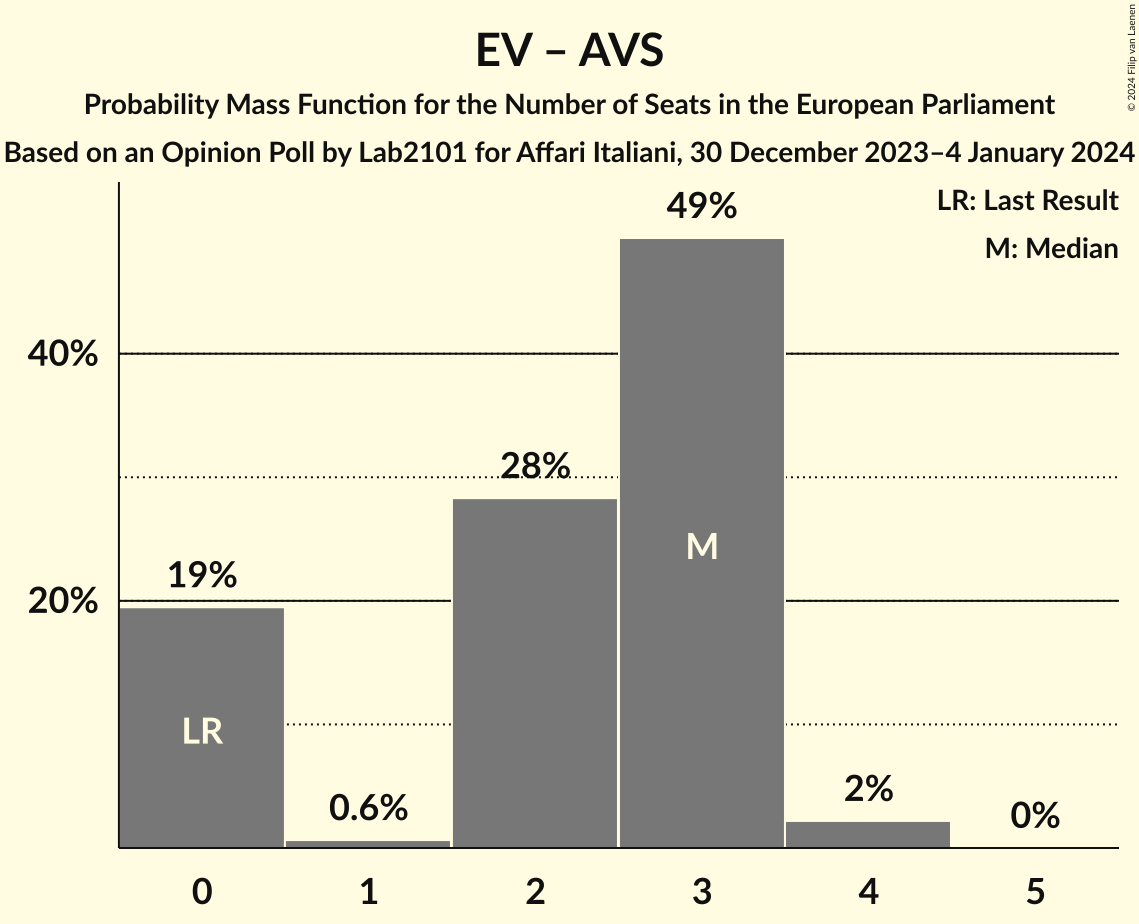 EV – AVS
Probability Mass Function for the Number of Seats in the European Parliament
Based on an Opinion Poll by Lab2101 for Affari Italiani, 30 December 2023–4 January 2024
© 2024 Filip van Laenen
LR: Last Result
M: Median
49%
40%
28%
M
19%
20%
LR
0.6%
2%
0%
0 1 2 3 4 5